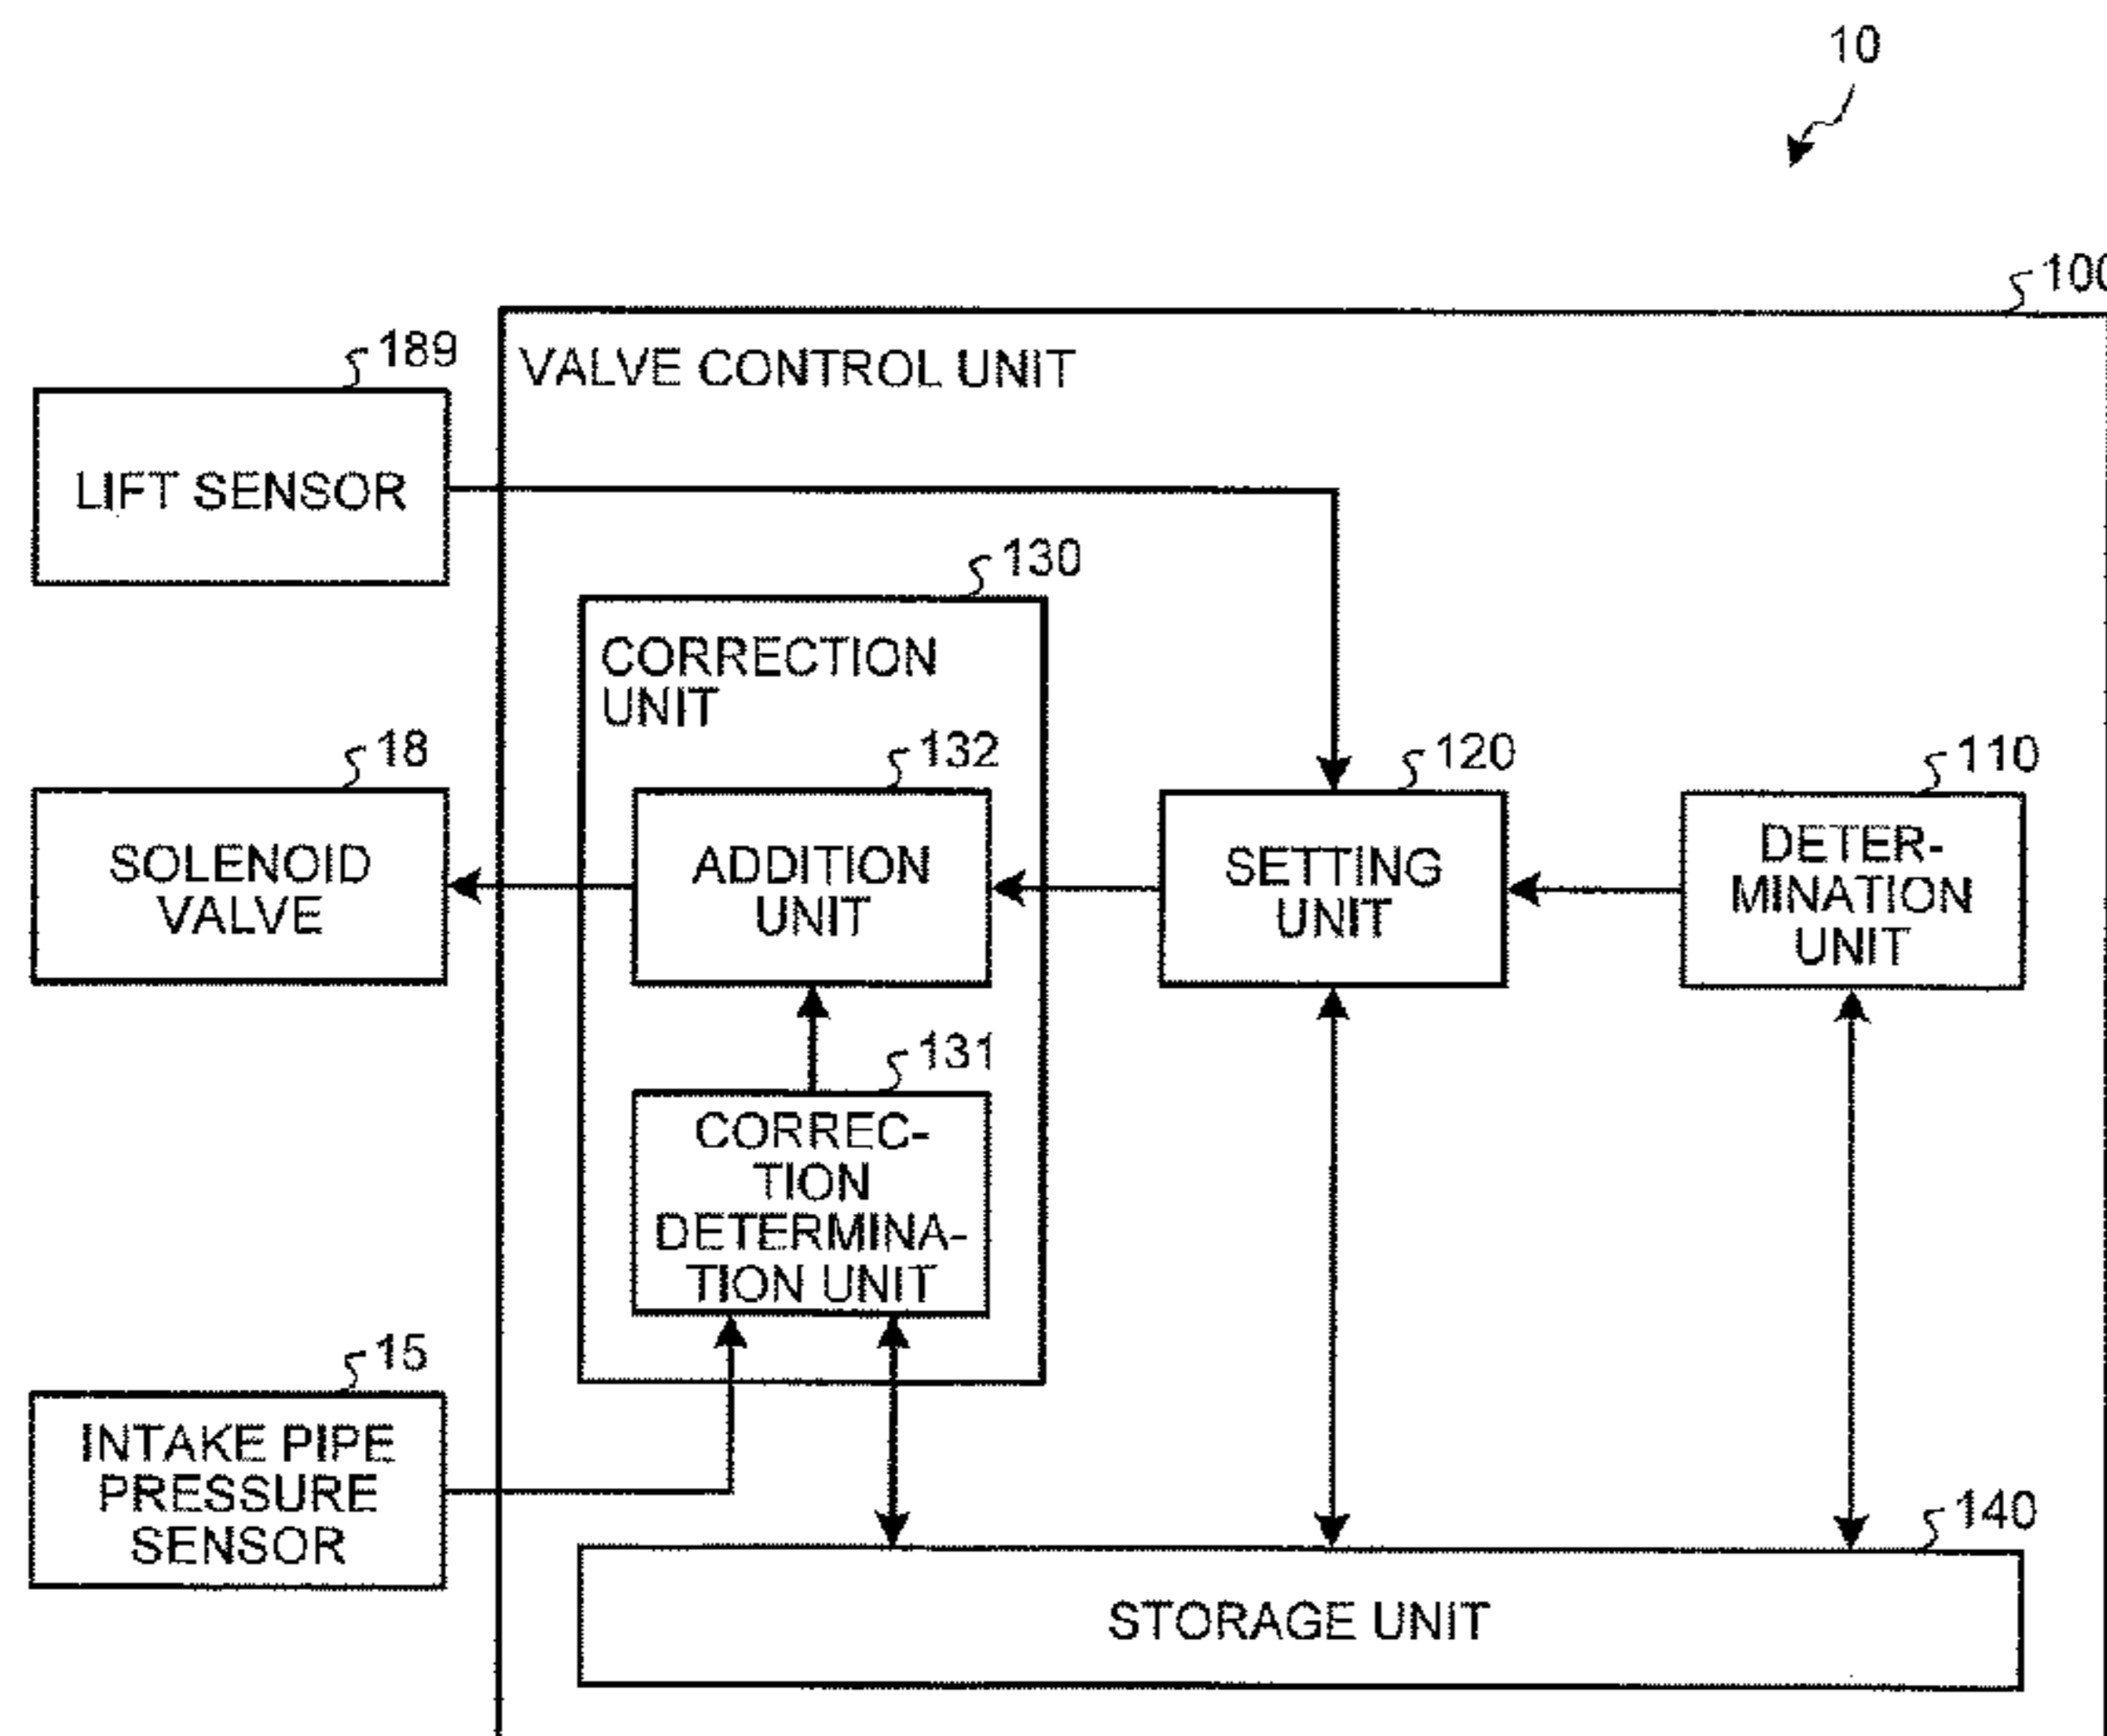 10
100
189
VALVE CONTROL UNIT
LIFT SENSOR
130
CORRECTION
UNIT
18
132
120
110
SOLENOID
VALVE
ADDITION
UNIT
SETTING
UNIT
DETER-
MINATION
UNIT
131
CORREC-
TION
DETERMINA-
TION UNIT
15
INTAKE PIPE
PRESSURE
SENSOR
140
STORAGE UNIT